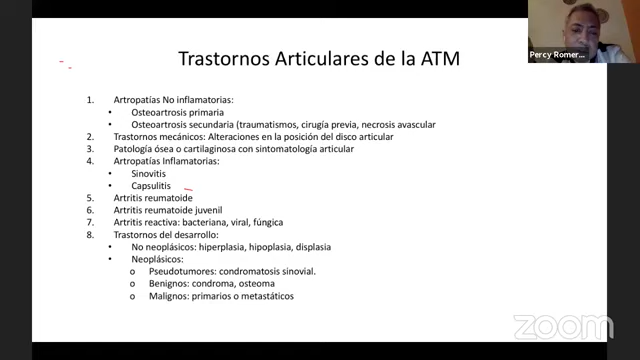 Percy Romer...
Trastornos Articulares de la ATM
1. Artropatías No inflamatorias:
• Osteoartrosis primaria
• Osteoartrosis secundaria (traumatismos, cirugía previa, necrosis avascular
2. Trastornos mecánicos: Alteraciones en la posición del disco articular
3. Patología ósea o cartilaginosa con sintomatología articular
4. Artropatías Inflamatorias:
• Sinovitis
• Capsulitis
5. Artritis reumatoide
6. Artritis reumatoide juvenil
7. Artritis reactiva: bacteriana, viral, fúngica
8. Trastornos del desarrollo:
• No neoplásicos: hiperplasia, hipoplasia, displasia
• Neoplásicos:
o Pseudotumores: condromatosis sinovial.
o Benignos: condroma, osteoma
o Malignos: primarios o metastáticos
zoom